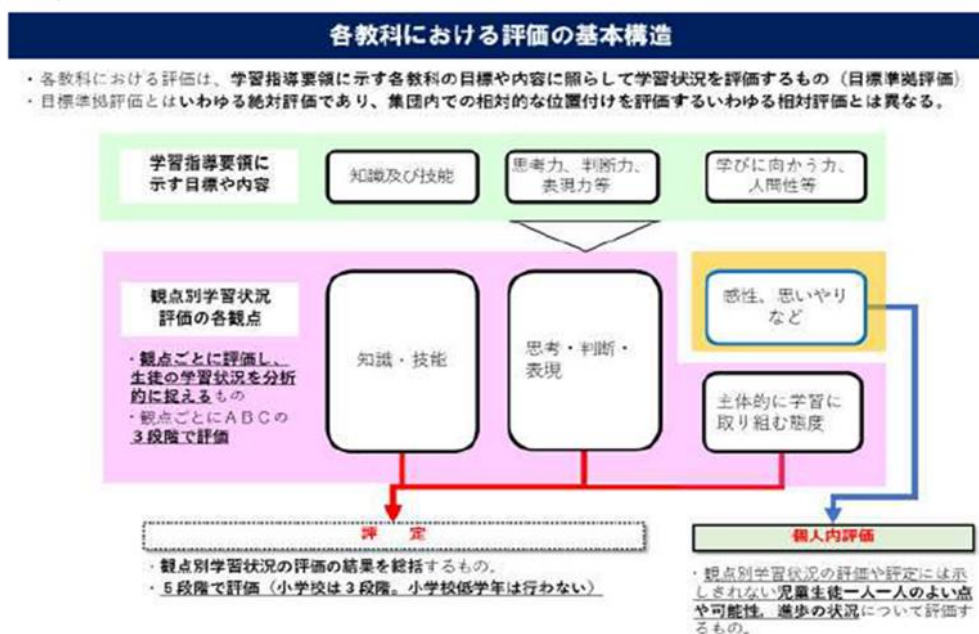 各教科における評価の基本構造
・各教科における評価は、学習指導要領に示す各教科の目標や内容に照らして学習状況を評価するもの（目標準拠評価）
・目標準拠評価とはいわゆる絶対評価であり、集団内での相対的な位置付けを評価するいわゆる相対評価とは異なる。
学習指導要領に
示す目標や内容
知識及び技能
思考力、判断力、
表現力等
学びに向かう力、
人間性等
観点別学習状況
評価の各観点
・観点ごとに評価し、
生徒の学習状況を分析
的に捉えるもの
・観点ごとにＡＢＣの
３段階で評価
知識・技能
思考・判断・
表現
感性、思いやり
など
主体的に学習に
取り組む態度
評　定
・観点別学習状況の評価の結果を総括するもの。
・５段階で評価（小学校は３段階。小学校低学年は行わない）
個人内評価
・観点別学習状況の評価や評定には示
しきれない児童生徒一人一人のよい点
や可能性，進歩の状況について評価す
るもの。